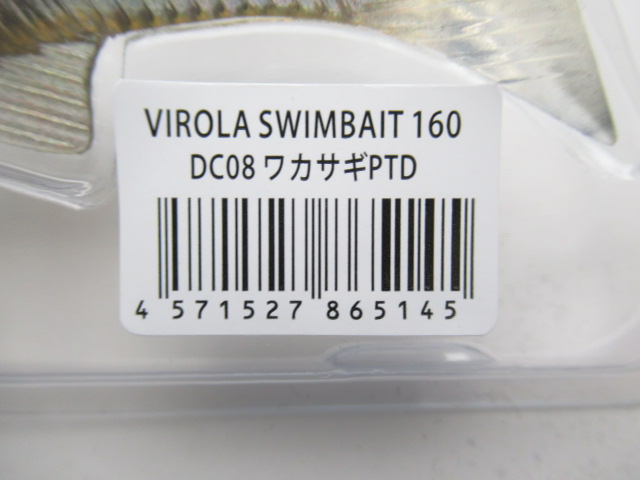 VIROLA SWIMBAIT 160
DC08 ワカサギPTD
4 571527 865145